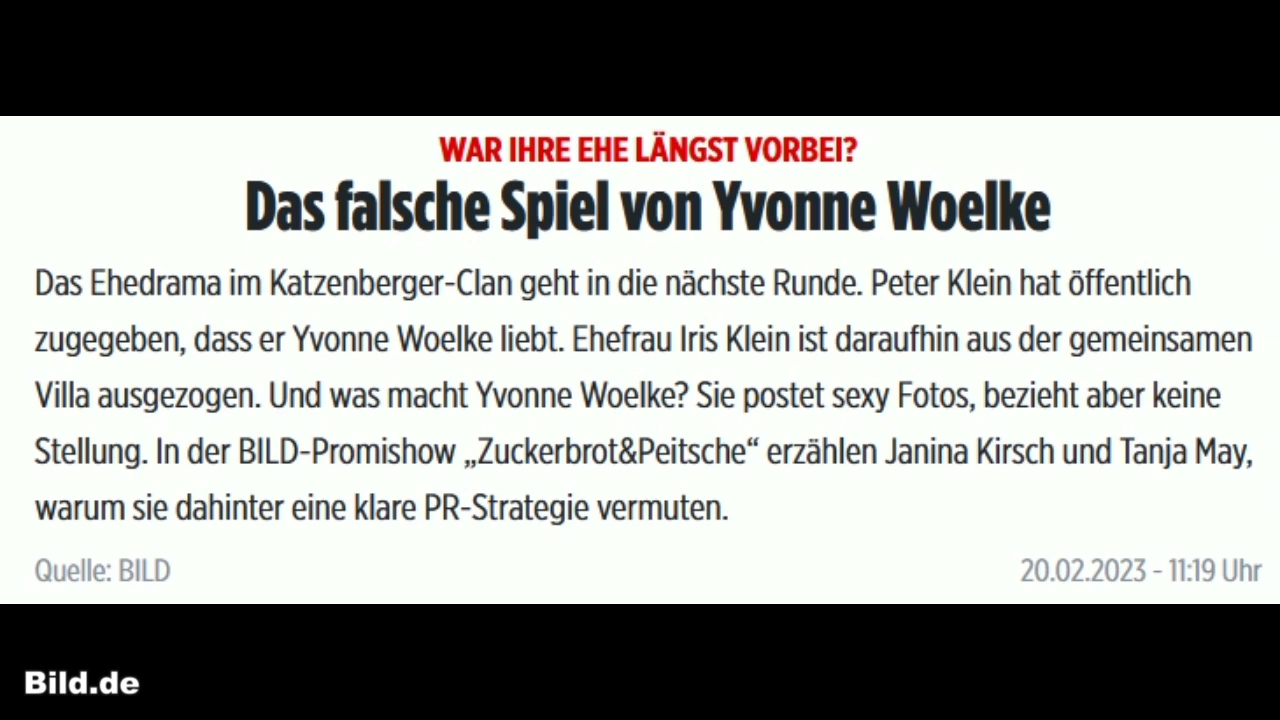 WAR IHRE EHE LÄNGST VORBEI?
Das falsche Spiel von Yvonne Woelke
Das Ehedrama im Katzenberger-Clan geht in die nächste Runde. Peter Klein hat öffentlich
zugegeben, dass er Yvonne Woelke liebt. Ehefrau Iris Klein ist daraufhin aus der gemeinsamen
Villa ausgezogen. Und was macht Yvonne Woelke? Sie postet sexy Fotos, bezieht aber keine
Stellung. In der BILD-Promishow „Zuckerbrot&Peitsche“ erzählen Janina Kirsch und Tanja May,
warum sie dahinter eine klare PR-Strategie vermuten.
Quelle: BILD 20.02.2023 - 11:19 Uhr
Bild.de